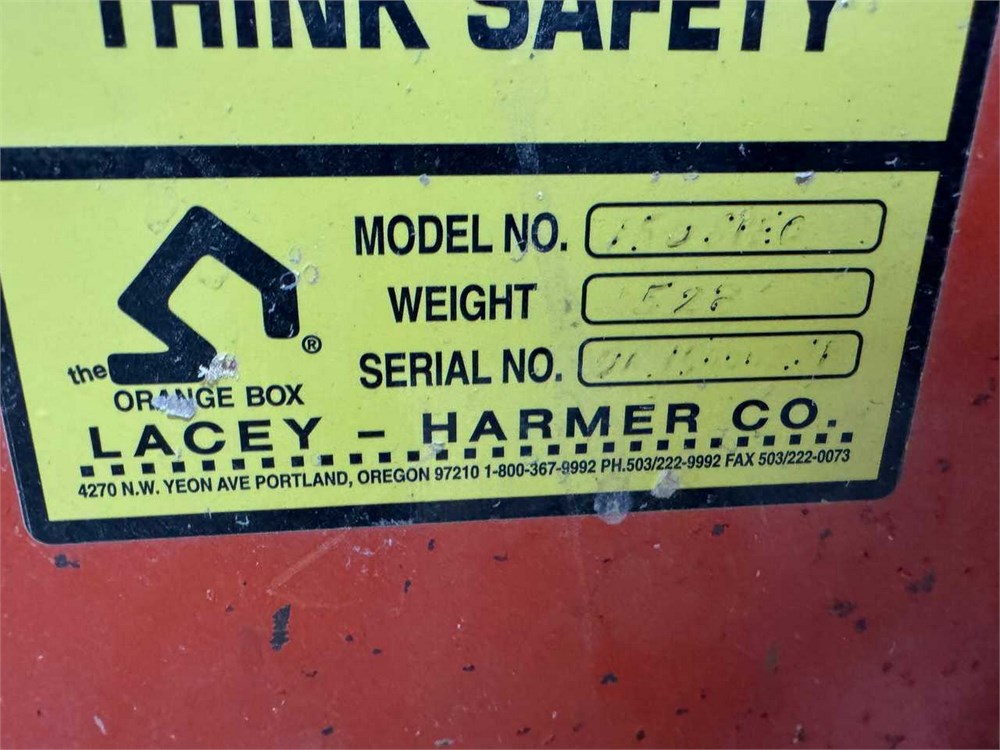 THINK SAFETY
MODEL NO.
WEIGHT 528
SERIAL NO.
the
ORANGE BOX ®
LACEY - HARMER CO.
4270 N.W. YEON AVE PORTLAND, OREGON 97210 1-800-367-9992 PH.503/222-9992 FAX 503/222-0073